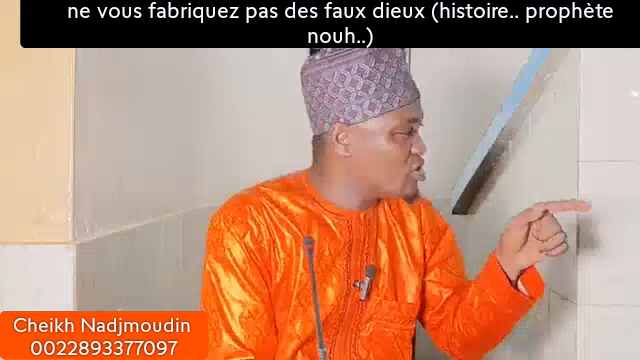 ne vous fabriquez pas des faux dieux (histoire.. prophète
nouh..)
Cheikh Nadjmoudin
0022893377097